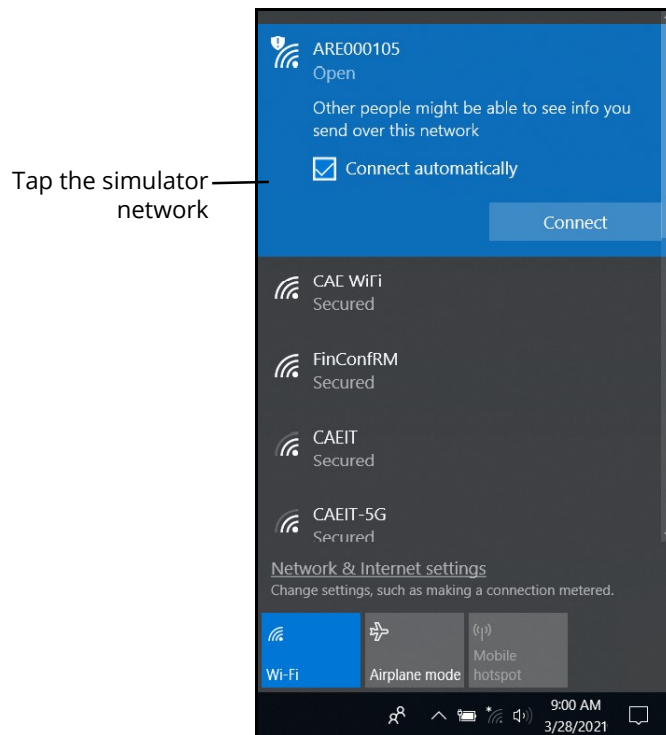 ARE000105
Open
Other people might be able to see info you
send over this network
Connect automatically
Tap the simulator
network
Connect
CAE WiFi
Secured
FinConfRM
Secured
CAEIT
Secured
CAEIT-5G
Secured
Network & Internet settings
Change settings, such as making a connection metered.
Wi-Fi
Airplane mode
Mobile
hotspot
9:00 AM
3/28/2021